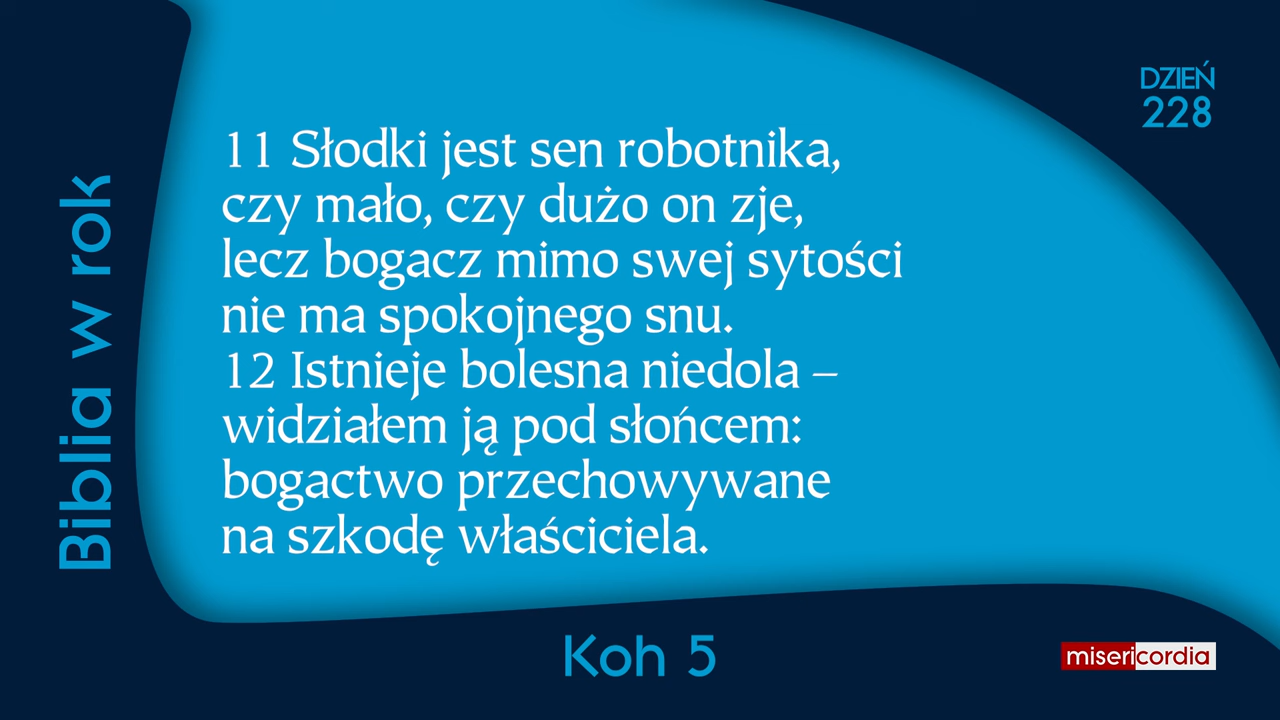 DZIEŃ
228
11 Słodki jest sen robotnika,
czy mało, czy dużo on zje,
lecz bogacz mimo swej sytości
nie ma spokojnego snu.
12 Istnieje bolesna niedola –
widziałem ją pod słońcem:
bogactwo przechowywane
na szkodę właściciela.
Biblia w rok
Koh 5
misericordia